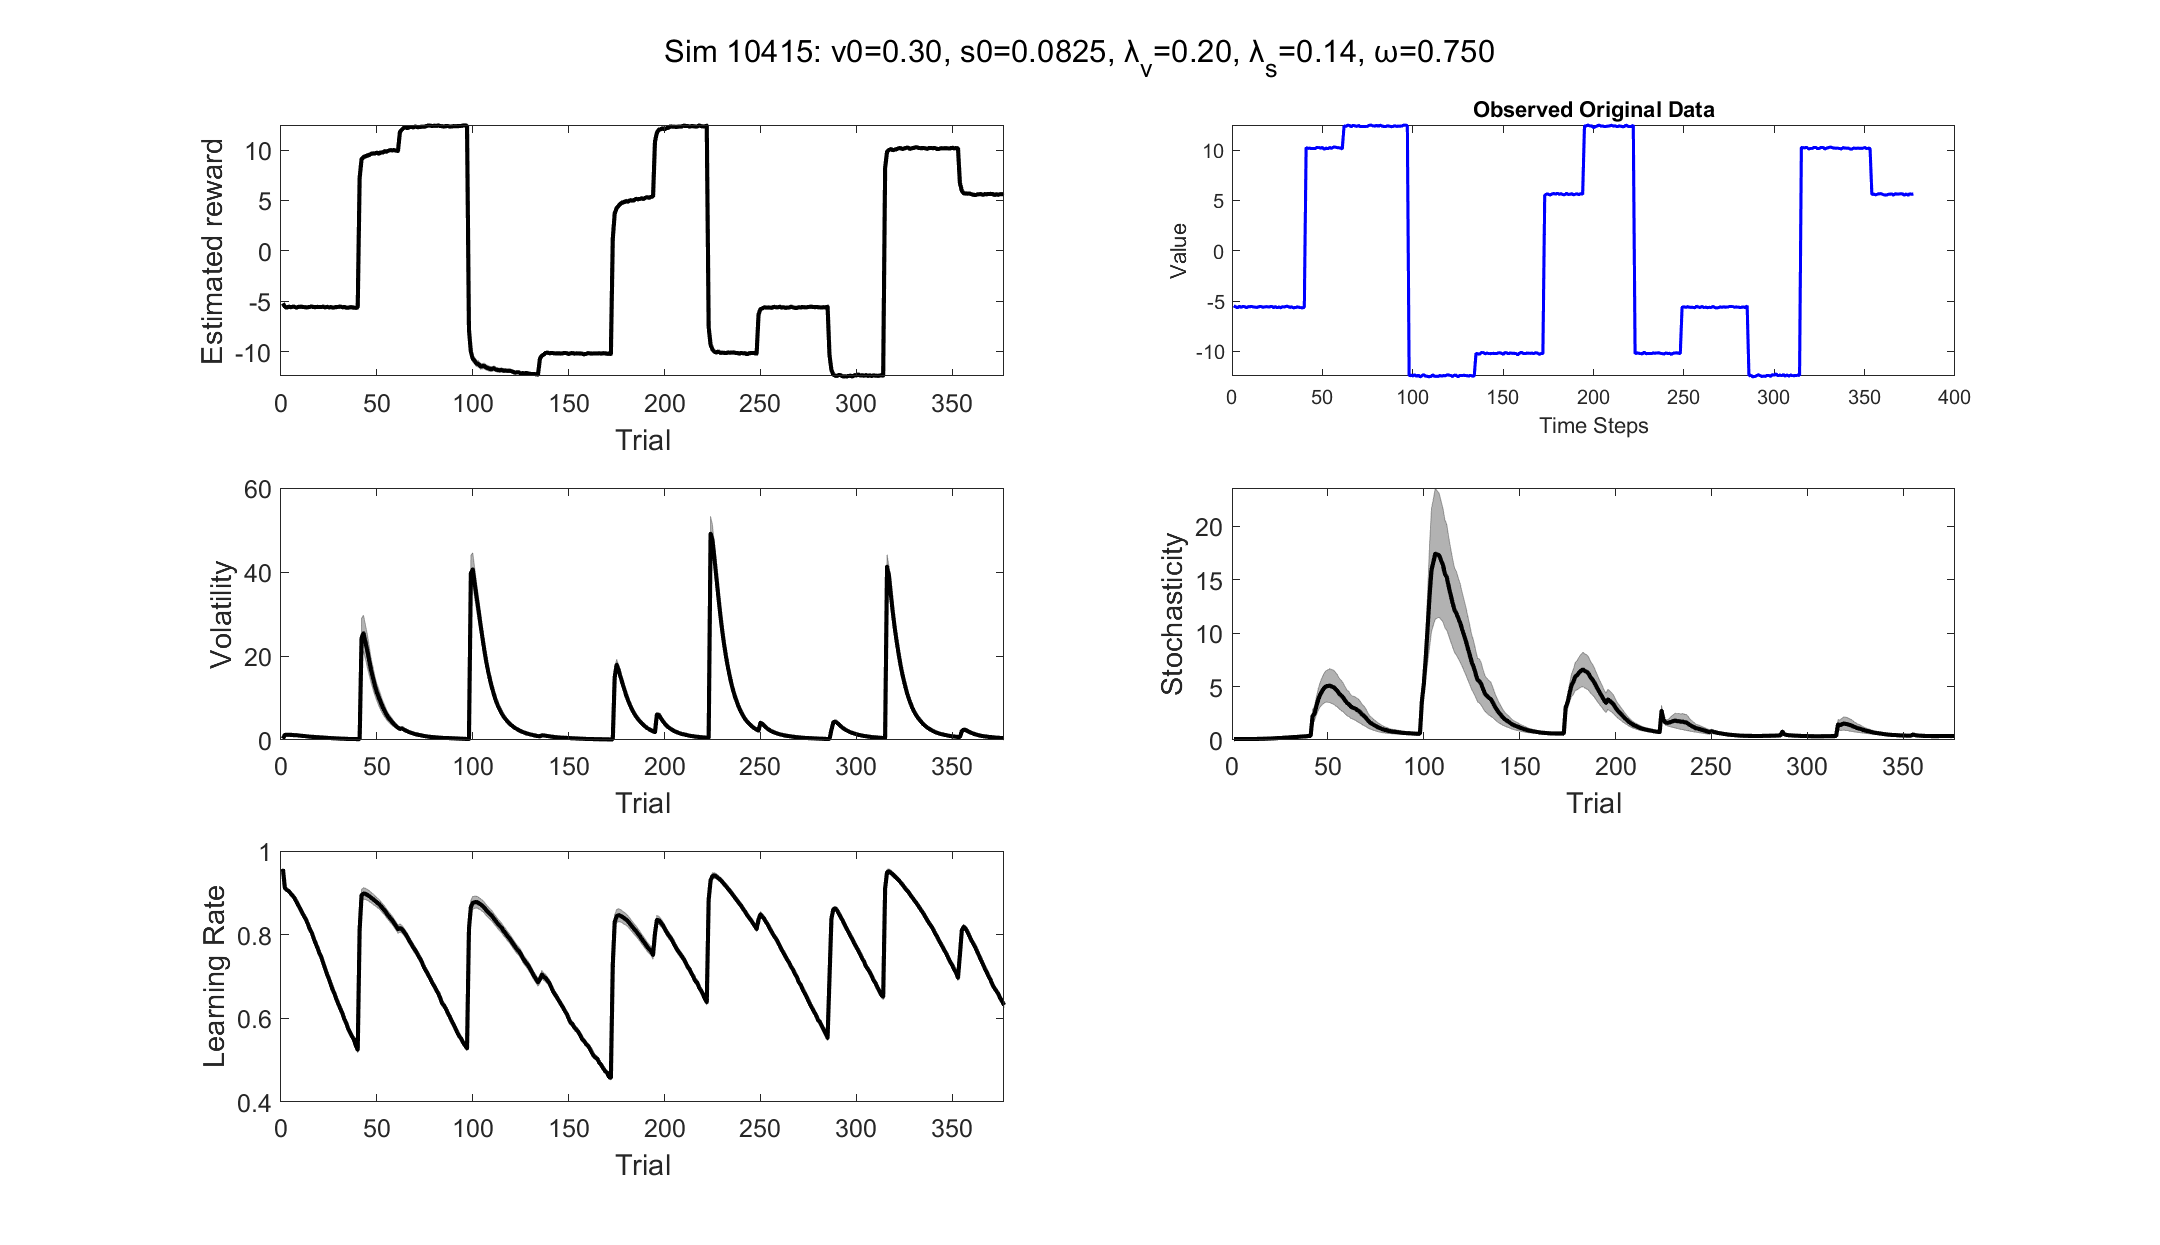 Sim 10415: v0=0.30, s0=0.0825, λv=0.20, λs=0.14, ω=0.750
Estimated reward
10
5
0
-5
-10
0 50 100 150 200 250 300 350
Trial
Observed Original Data
Value
10
5
0
-5
-10
0 50 100 150 200 250 300 350 400
Time Steps
Volatility
60
40
20
0
0 50 100 150 200 250 300 350
Trial
Stochasticity
20
15
10
5
0
0 50 100 150 200 250 300 350
Trial
Learning Rate
1
0.8
0.6
0.4
0 50 100 150 200 250 300 350
Trial